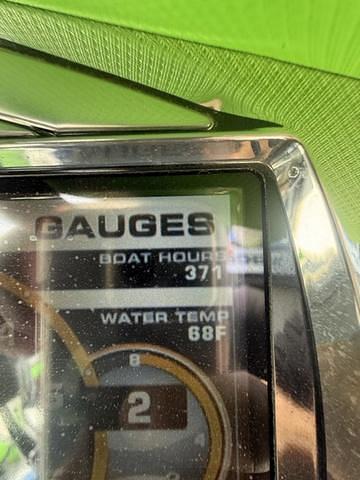 GAUGES
BOAT HOURS
371
WATER TEMP
68F
8
2
4